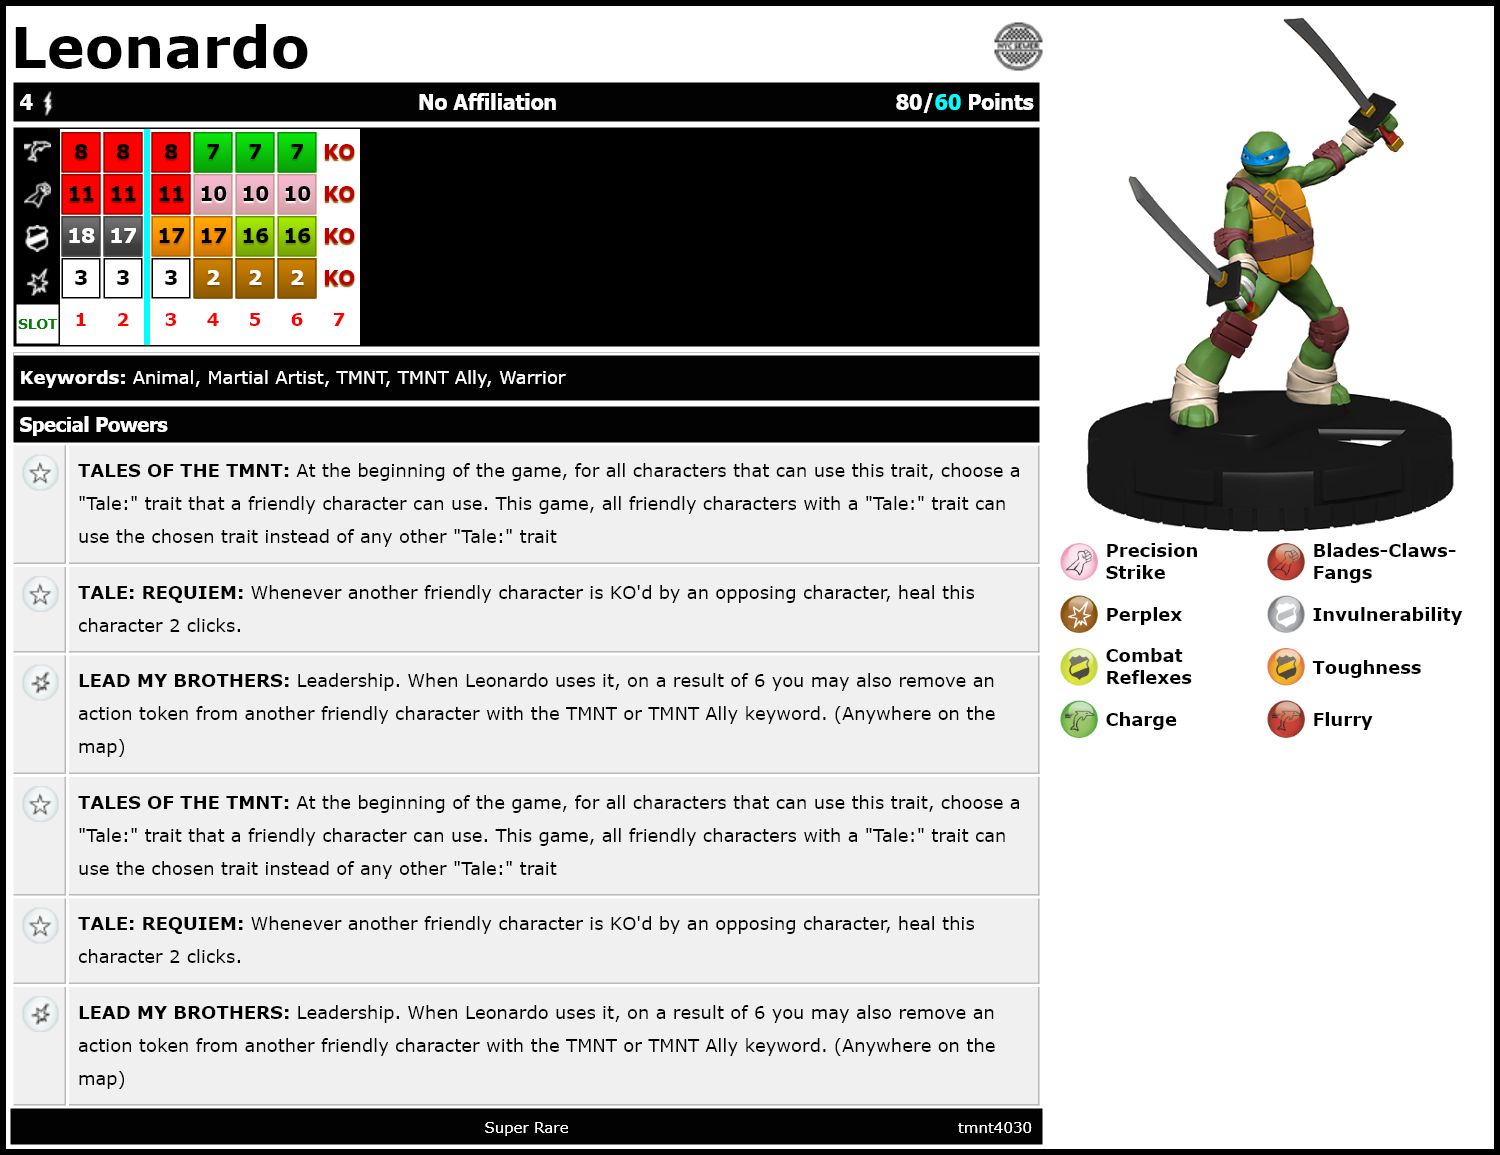 Leonardo
NYC SEWER
4 No Affiliation 80/60 Points
8 8 8 7 7 7 KO
11 11 11 10 10 10 KO
18 17 17 17 16 16 KO
3 3 3 2 2 2 KO
SLOT 1 2 3 4 5 6 7
Keywords: Animal, Martial Artist, TMNT, TMNT Ally, Warrior
Special Powers
TALES OF THE TMNT: At the beginning of the game, for all characters that can use this trait, choose a
"Tale:" trait that a friendly character can use. This game, all friendly characters with a "Tale:" trait can
use the chosen trait instead of any other "Tale:" trait
TALE: REQUIEM: Whenever another friendly character is KO'd by an opposing character, heal this
character 2 clicks.
LEAD MY BROTHERS: Leadership. When Leonardo uses it, on a result of 6 you may also remove an
action token from another friendly character with the TMNT or TMNT Ally keyword. (Anywhere on the
map)
TALES OF THE TMNT: At the beginning of the game, for all characters that can use this trait, choose a
"Tale:" trait that a friendly character can use. This game, all friendly characters with a "Tale:" trait can
use the chosen trait instead of any other "Tale:" trait
TALE: REQUIEM: Whenever another friendly character is KO'd by an opposing character, heal this
character 2 clicks.
LEAD MY BROTHERS: Leadership. When Leonardo uses it, on a result of 6 you may also remove an
action token from another friendly character with the TMNT or TMNT Ally keyword. (Anywhere on the
map)
Super Rare tmnt4030
Precision
Strike
Blades-Claws-
Fangs
Perplex
Invulnerability
Combat
Reflexes
Toughness
Charge
Flurry